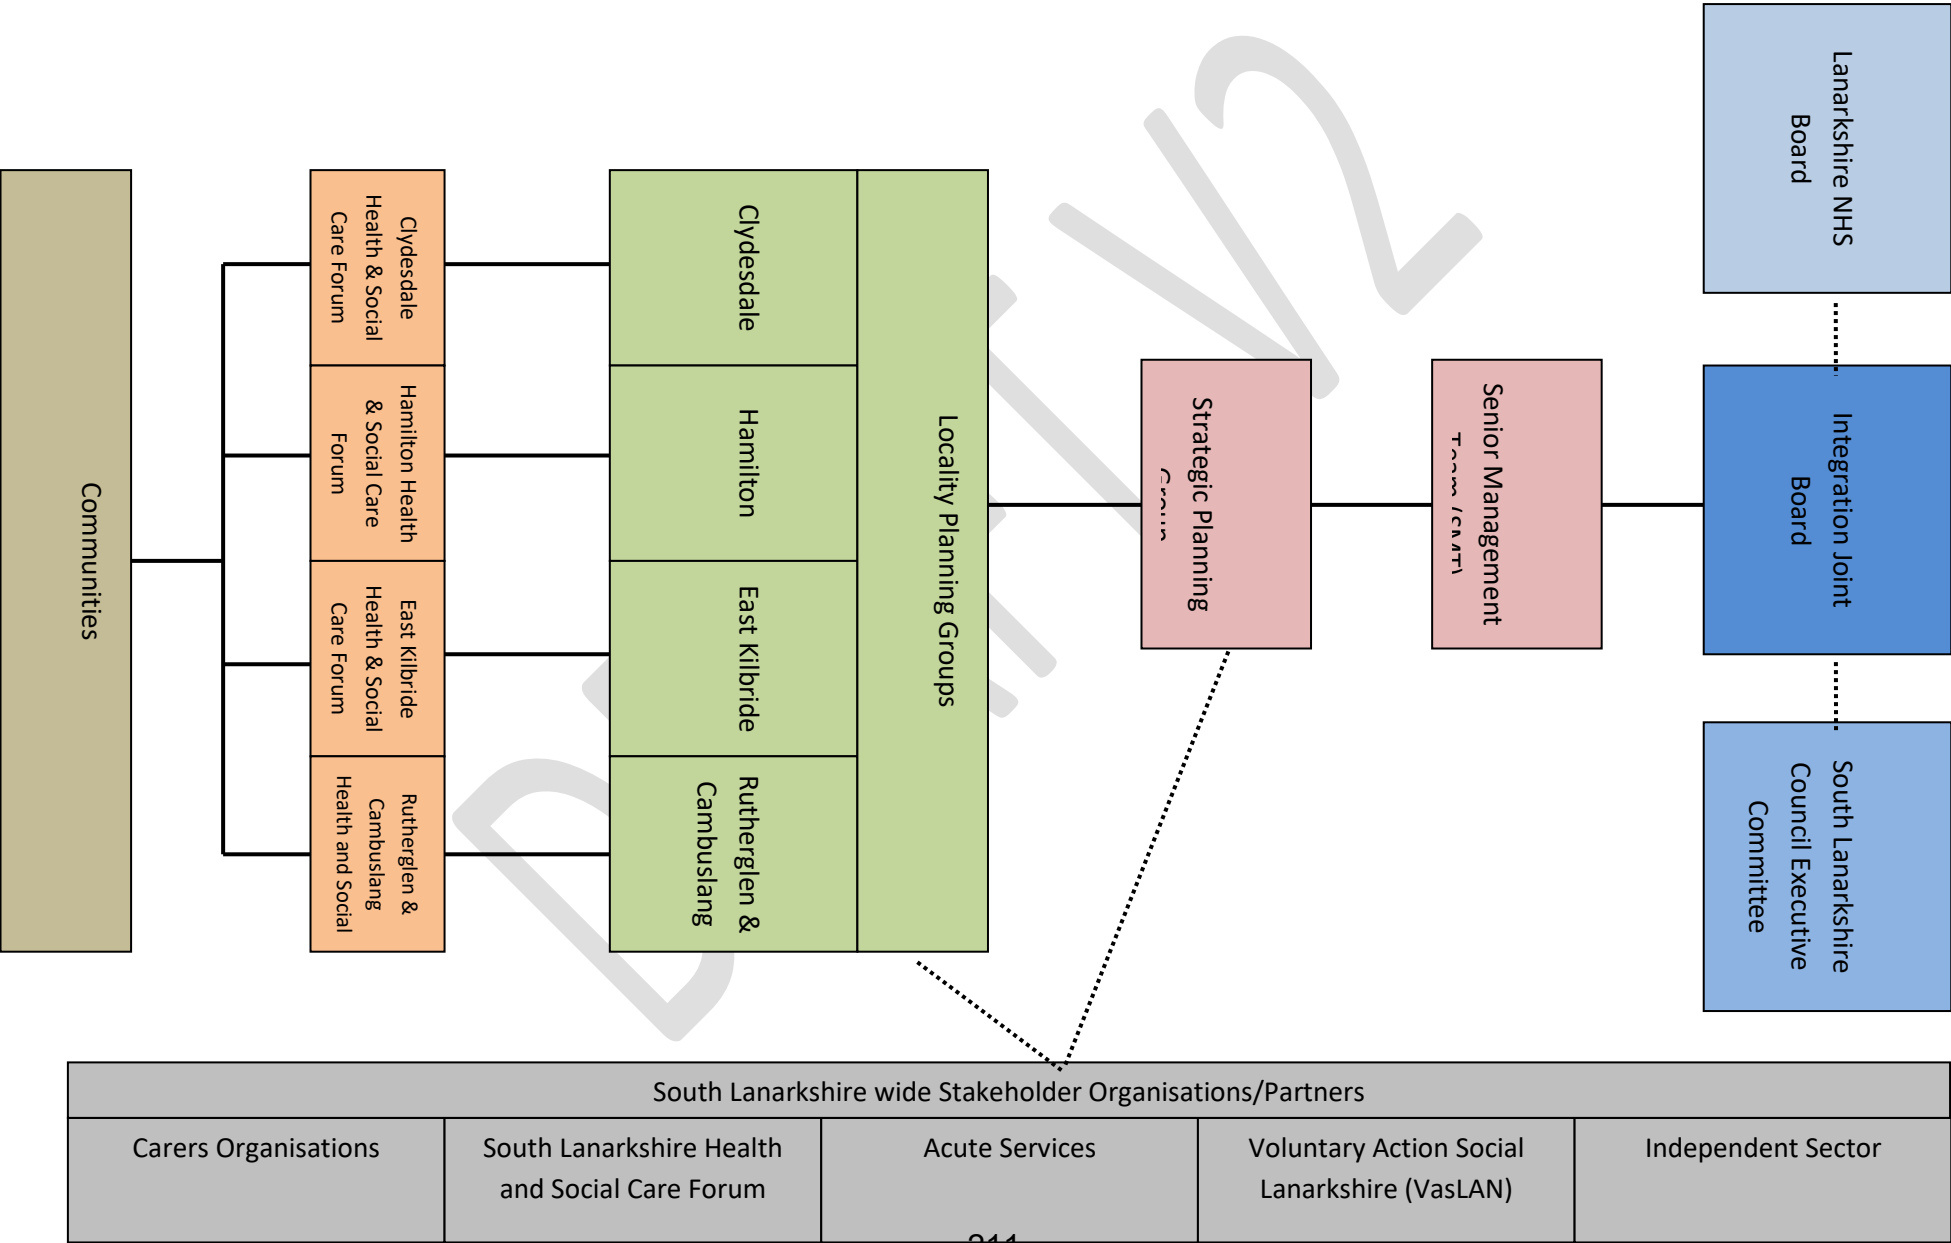 Lanarkshire NHS
Board
Integration Joint
Board
South Lanarkshire
Council Executive
Committee
Senior Management
Strategic Planning
Locality Planning Groups
Clydesdale
Hamilton
East Kilbride
Rutherglen &
Cambuslang
Clydesdale
Health & Social
Care Forum
Hamilton Health
& Social Care
Forum
East Kilbride
Health & Social
Care Forum
Rutherglen &
Cambuslang
Health and Social
Communities
South Lanarkshire wide Stakeholder Organisations/Partners
Carers Organisations
South Lanarkshire Health
and Social Care Forum
Acute Services
Voluntary Action Social
Lanarkshire (VasLAN)
Independent Sector
V2